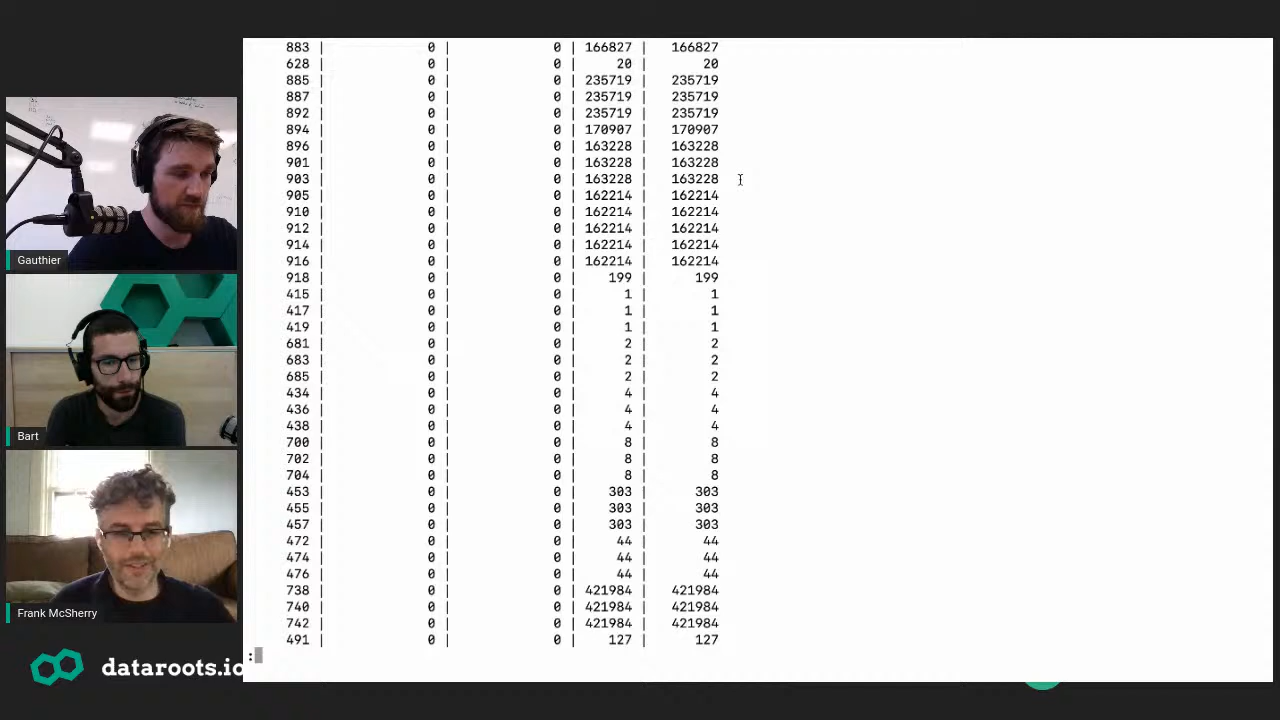 883 | 0 | 0 | 166827 | 166827
628 | 0 | 0 | 20 | 20
885 | 0 | 0 | 235719 | 235719
887 | 0 | 0 | 235719 | 235719
892 | 0 | 0 | 235719 | 235719
894 | 0 | 0 | 170907 | 170907
896 | 0 | 0 | 163228 | 163228
901 | 0 | 0 | 163228 | 163228
903 | 0 | 0 | 163228 | 163228
905 | 0 | 0 | 162214 | 162214
910 | 0 | 0 | 162214 | 162214
912 | 0 | 0 | 162214 | 162214
914 | 0 | 0 | 162214 | 162214
916 | 0 | 0 | 162214 | 162214
918 | 0 | 0 | 199 | 199
415 | 0 | 0 | 1 | 1
417 | 0 | 0 | 1 | 1
419 | 0 | 0 | 1 | 1
681 | 0 | 0 | 2 | 2
683 | 0 | 0 | 2 | 2
685 | 0 | 0 | 2 | 2
434 | 0 | 0 | 4 | 4
436 | 0 | 0 | 4 | 4
438 | 0 | 0 | 4 | 4
700 | 0 | 0 | 8 | 8
702 | 0 | 0 | 8 | 8
704 | 0 | 0 | 8 | 8
453 | 0 | 0 | 303 | 303
455 | 0 | 0 | 303 | 303
457 | 0 | 0 | 303 | 303
472 | 0 | 0 | 44 | 44
474 | 0 | 0 | 44 | 44
476 | 0 | 0 | 44 | 44
738 | 0 | 0 | 421984 | 421984
740 | 0 | 0 | 421984 | 421984
742 | 0 | 0 | 421984 | 421984
491 | 0 | 0 | 127 | 127
:
Gauthier
Bart
Frank McSherry
dataroots.io